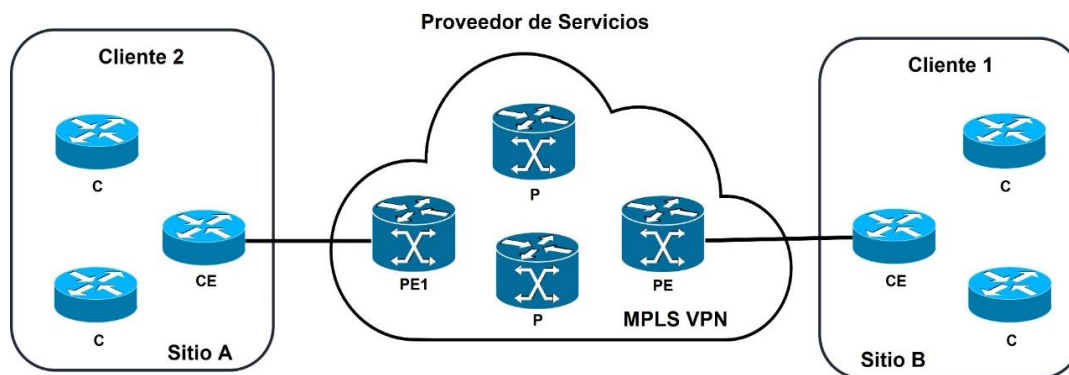 Proveedor de Servicios
Cliente 2
C
CE
C
Sitio A
P
PE1
P
PE
MPLS VPN
Cliente 1
C
CE
C
Sitio B